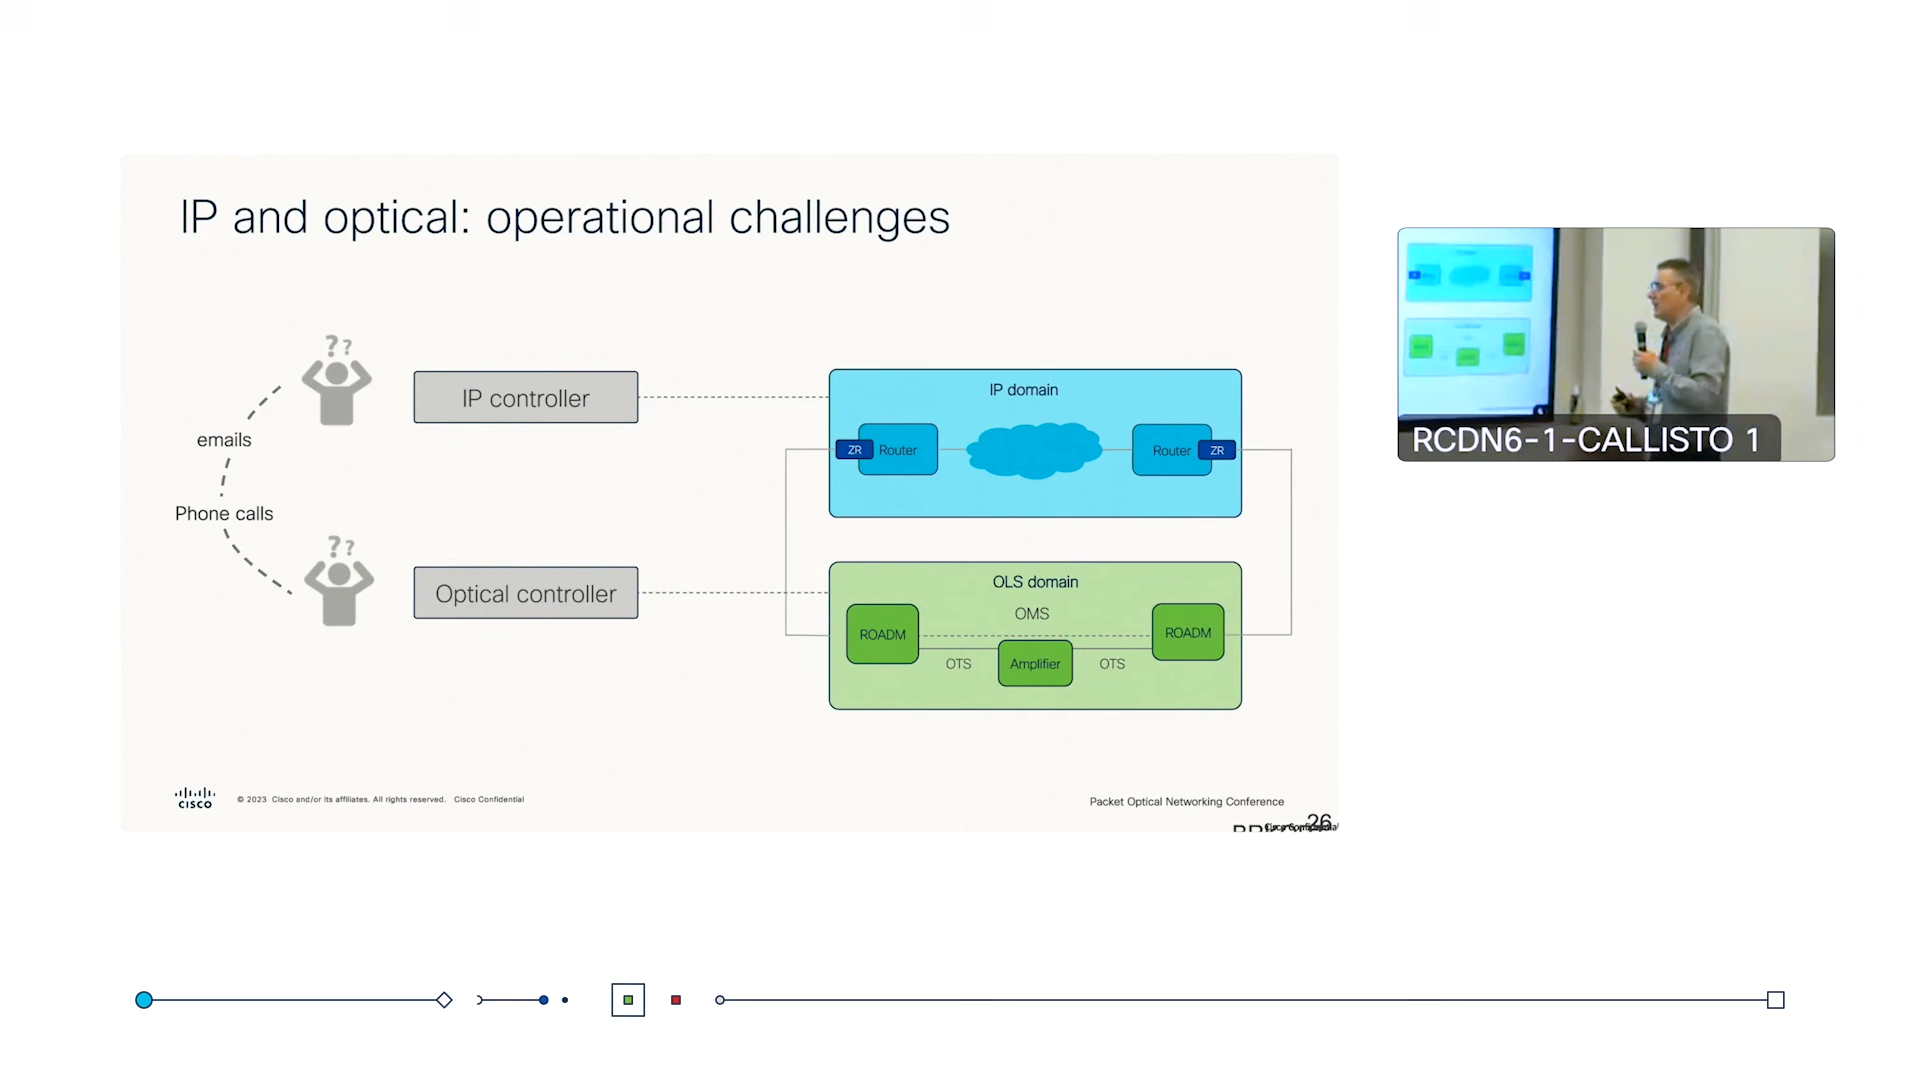 IP and optical: operational challenges
??
IP controller
emails
Phone calls
??
Optical controller
IP domain
ZR
Router
Router
ZR
OLS domain
OMS
ROADM
ROADM
OTS
Amplifier
OTS
CISCO
© 2023 Cisco and/or its affiliates. All rights reserved. Cisco Confidential
Packet Optical Networking Conference
26
RCDN6-1-CALLISTO 1